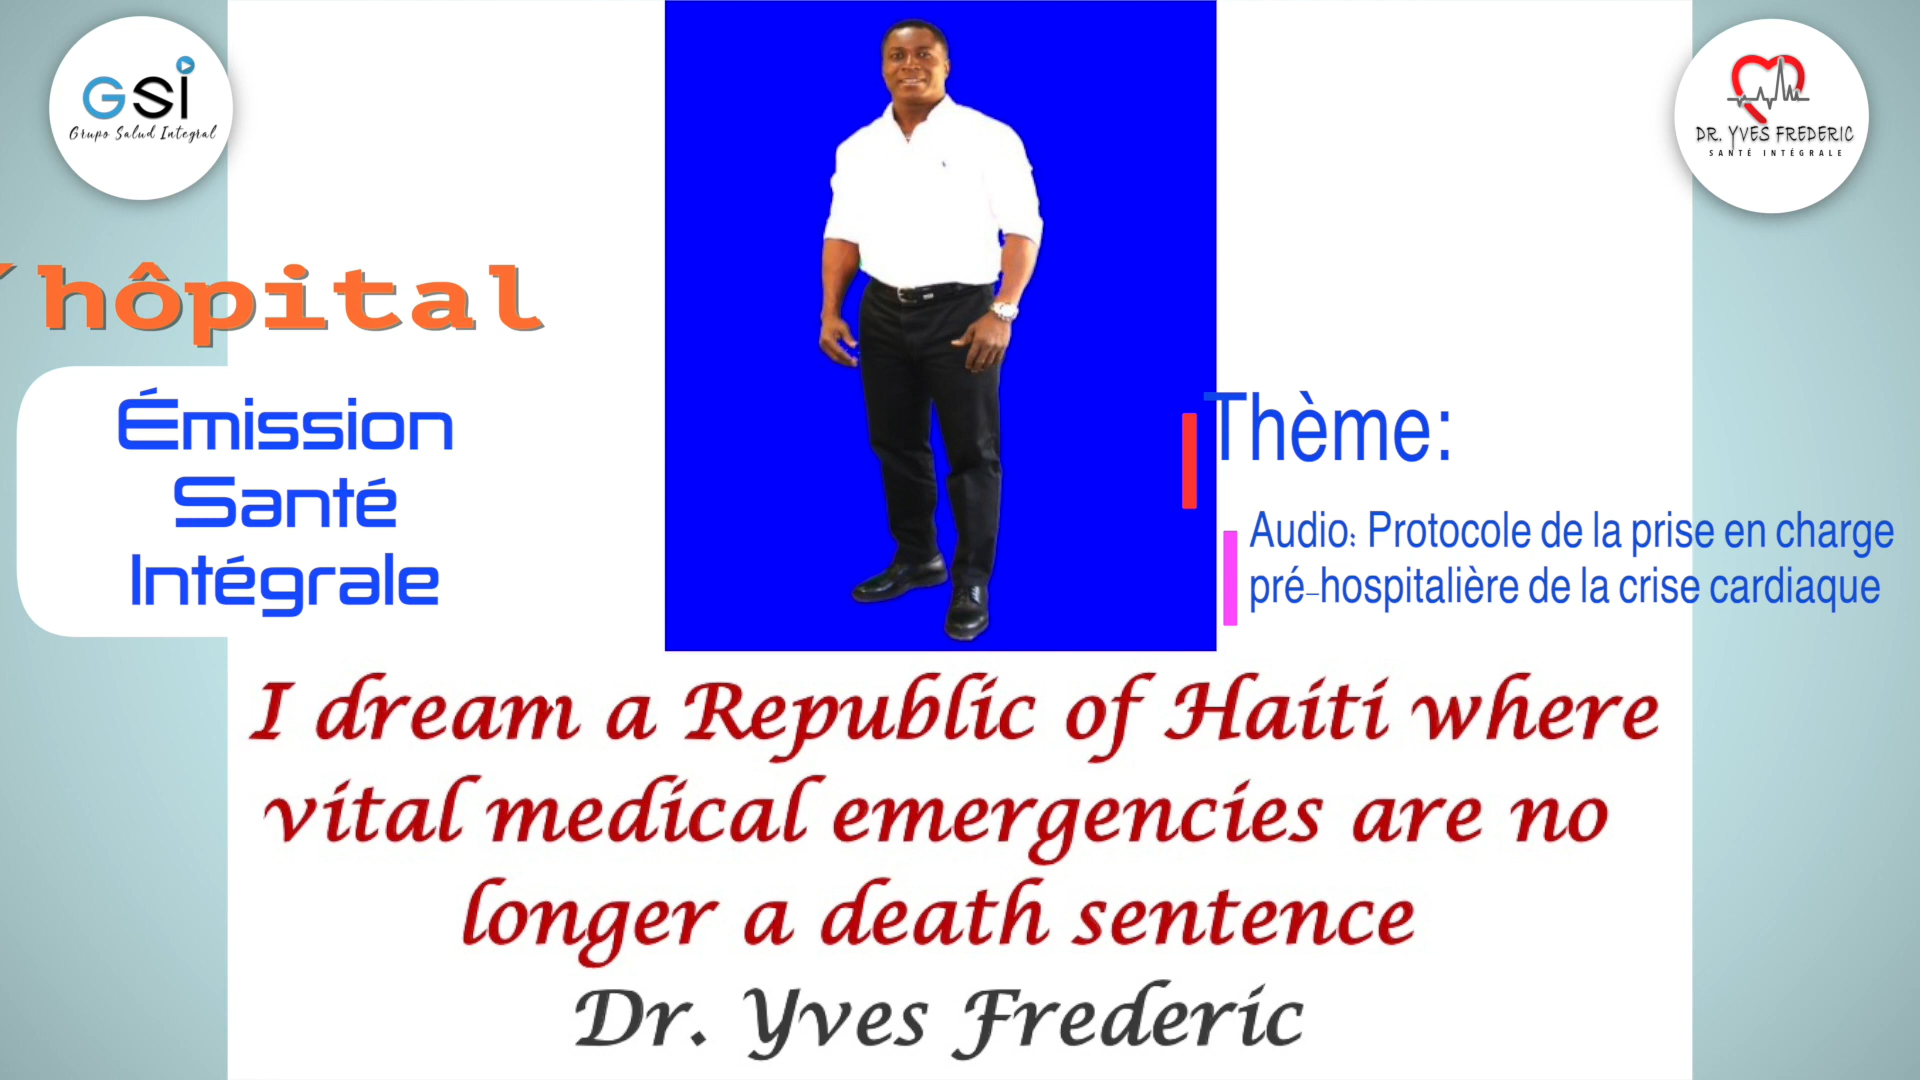 GSI
Grupo Salud Integral
DR. YVES FREDERIC
SANTÉ INTÉGRALE
´hôpital
Émission
Santé
Intégrale
Thème:
Audio: Protocole de la prise en charge
pré-hospitalière de la crise cardiaque
I dream a Republic of Haiti where
vital medical emergencies are no
longer a death sentence
Dr. Yves Frederic